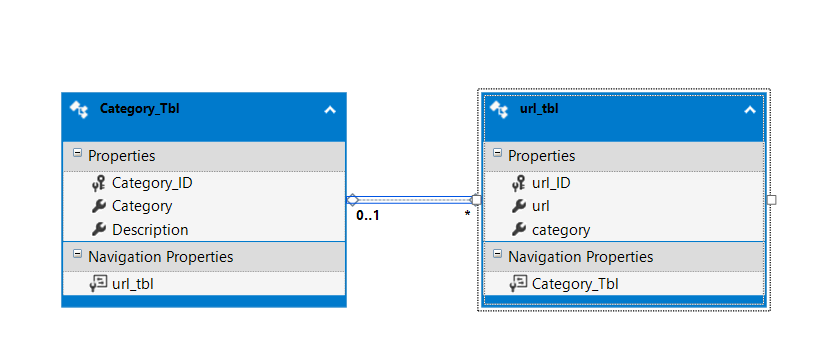 Category_Tbl
Properties
Category_ID
Category
Description
Navigation Properties
url_tbl
0..1
*
url_tbl
Properties
url_ID
url
category
Navigation Properties
Category_Tbl